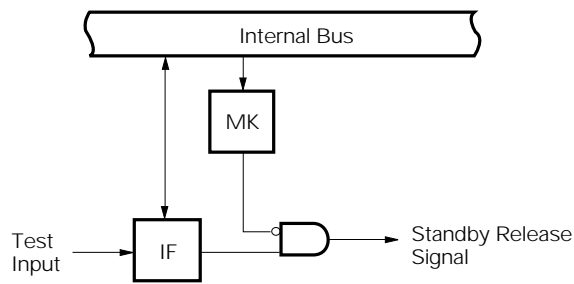 Internal Bus
MK
Test
Input
IF
Standby Release
Signal